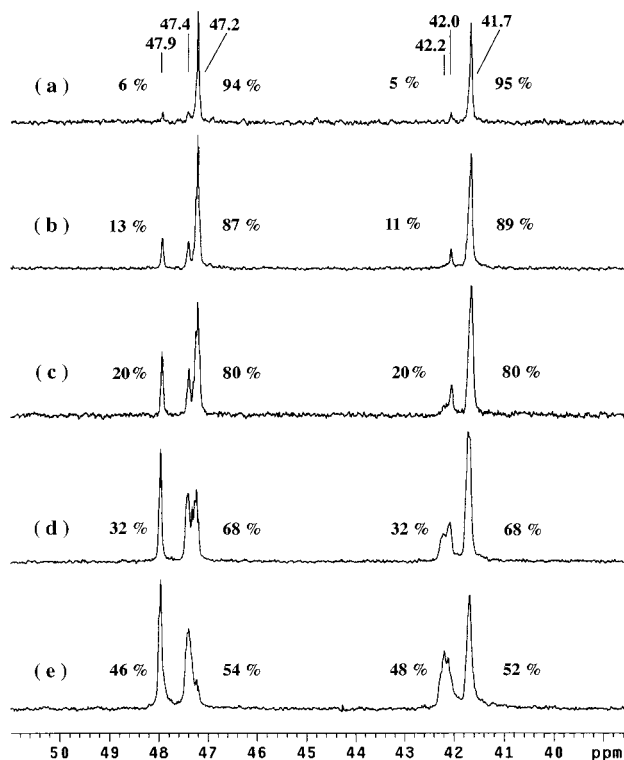 47.4 47.2 42.0 41.7
47.9 42.2
(a) 6 % 94 % 5 % 95 %
(b) 13 % 87 % 11 % 89 %
(c) 20 % 80 % 20 % 80 %
(d) 32 % 68 % 32 % 68 %
(e) 46 % 54 % 48 % 52 %
50 49 48 47 46 45 44 43 42 41 40 ppm